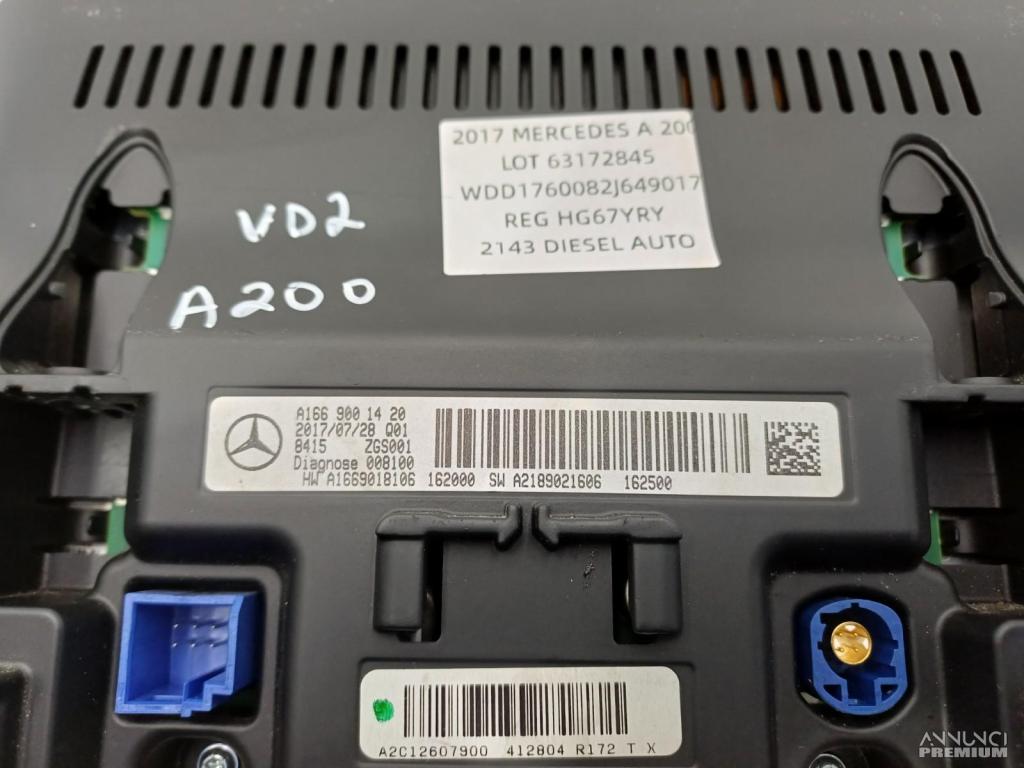 2017 MERCEDES A 200
LOT 63172845
WDD1760082J649017
REG HG67YRY
2143 DIESEL AUTO
VD2
A200
A166 900 14 20
2017/07/28 Q01
8415 ZGS001
Diagnose 008100
HW A1669018106 162000 SW A2189021606 162500
A2C12607900 412804 R172 T X
ANNUNCI
PREMIUM